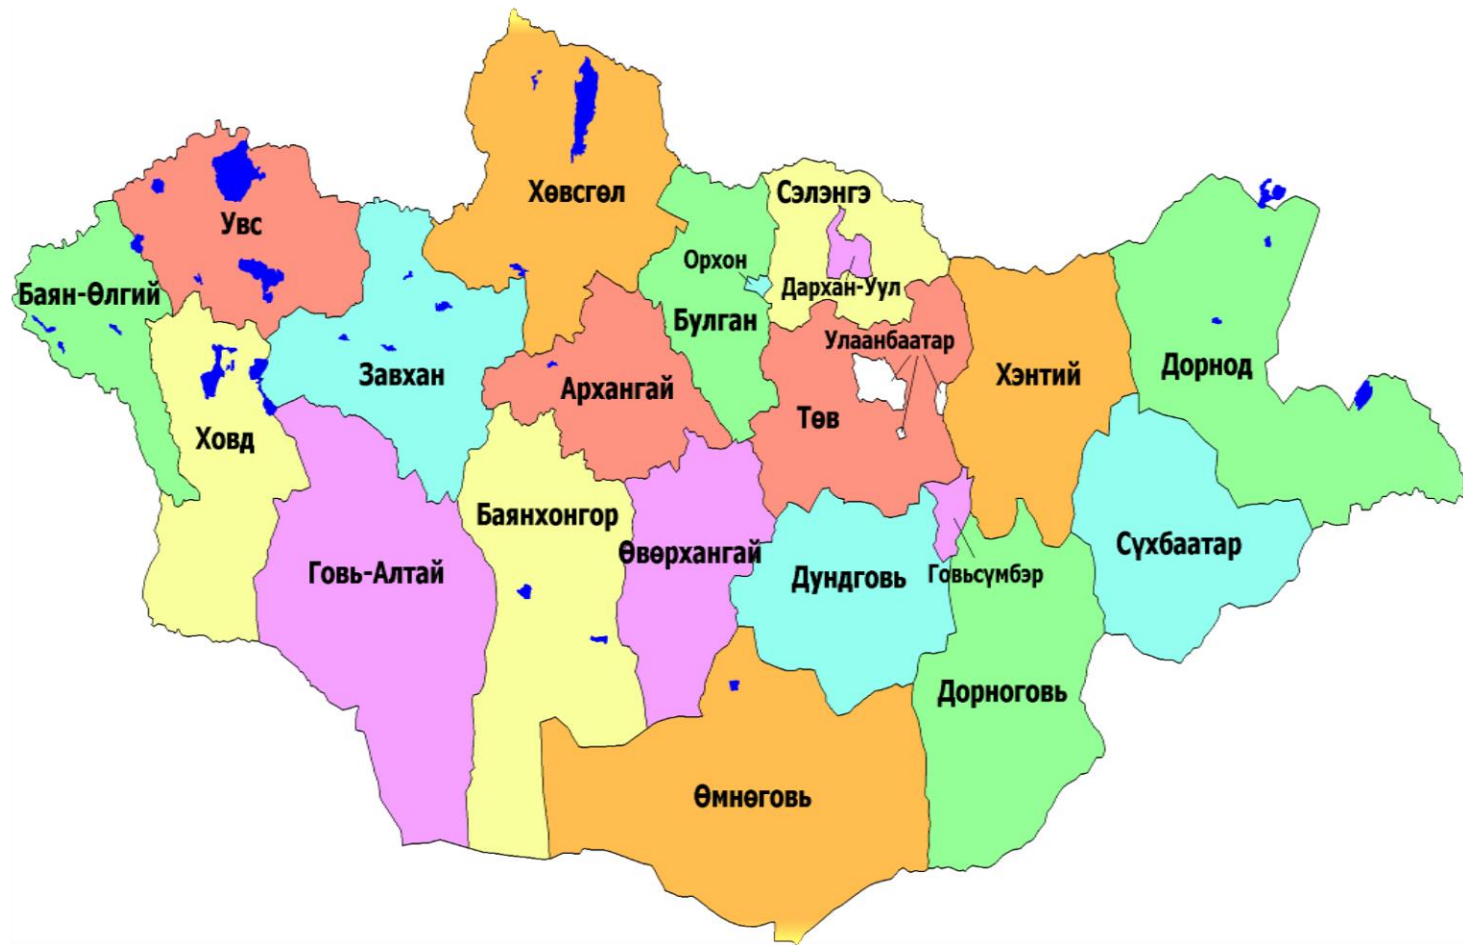 Хөвсгөл
Сэлэнгэ
Увс
Орхон
Дархан-Уул
Баян-Өлгий
Булган
Улаанбаатар
Завхан
Архангай
Хэнтий
Дорнод
Төв
Ховд
Баянхонгор
Өвөрхангай
Сүхбаатар
Говь-Алтай
Дундговь
Говьсүмбэр
Дорноговь
Өмнөговь